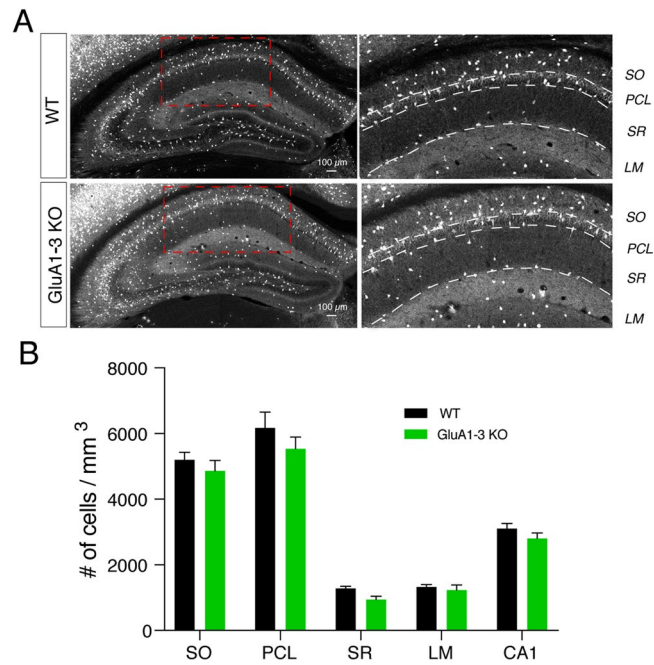 A
WT
100 µm
SO
PCL
SR
LM
GluA1-3 KO
100 µm
SO
PCL
SR
LM
B
# of cells / mm 3
8000
6000
4000
2000
0
WT
GluA1-3 KO
SO PCL SR LM CA1